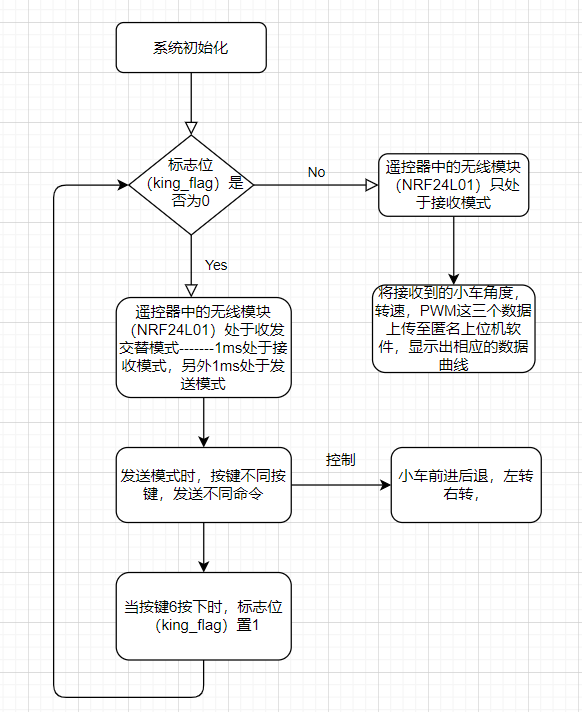 系统初始化
标志位
（king_flag）是
否为0
No
遥控器中的无线模块
（NRF24L01）只处
于接收模式
Yes
将接收到的小车角度，
转速，PWM这三个数据
上传至匿名上位机软
件，显示出相应的数据
曲线
遥控器中的无线模块
（NRF24L01）处于收发
交替模式-------1ms处于接
收模式，另外1ms处于发
送模式
发送模式时，按键不同按
键，发送不同命令
控制
小车前进后退，左转
右转，
当按键6按下时，标志位
（king_flag）置1